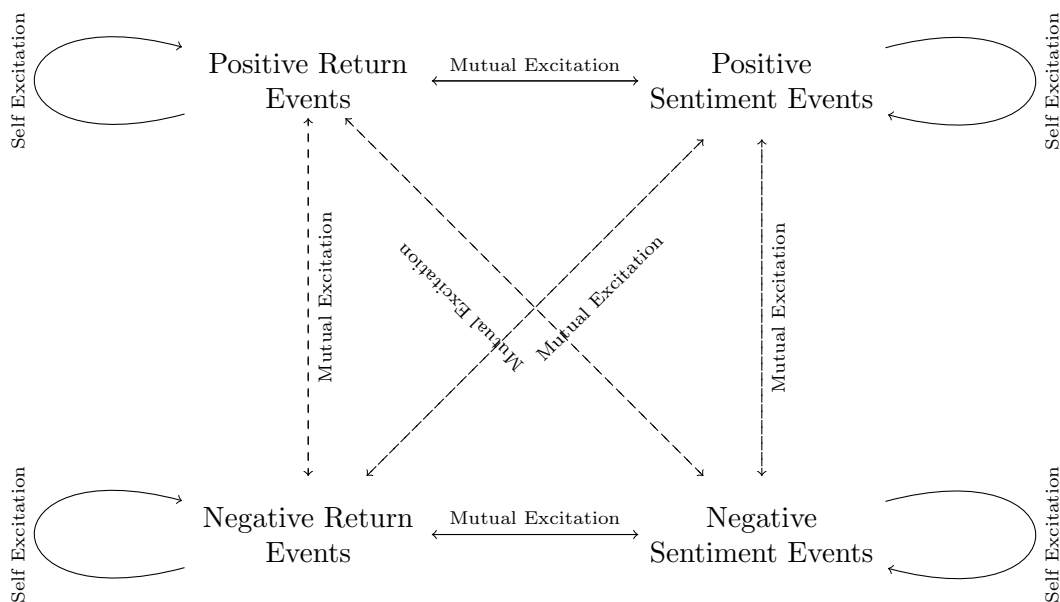 Self Excitation
Positive Return
Events
Mutual Excitation
Positive
Sentiment Events
Self Excitation
Mutual Excitation
Mutual Excitation
Mutual Excitation
Mutual Excitation
Self Excitation
Negative Return
Events
Mutual Excitation
Negative
Sentiment Events
Self Excitation